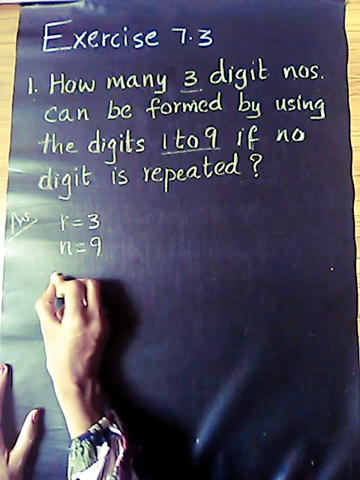 Exercise 7.3
1. How many 3 digit nos.
can be formed by using
the digits 1 to 9 if no
digit is repeated?
Ans, r = 3
n = 9